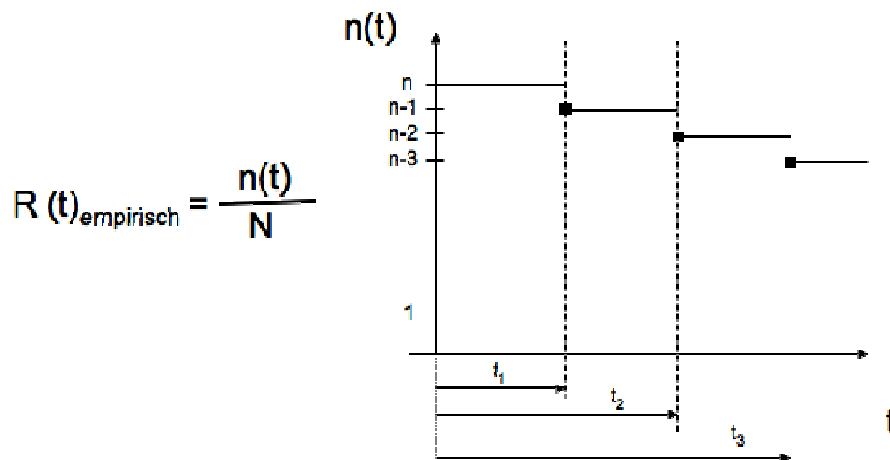 n(t)
n
n-1
n-2
n-3
R (t)empirisch = n(t)
N
1
t1
t2
t
t3